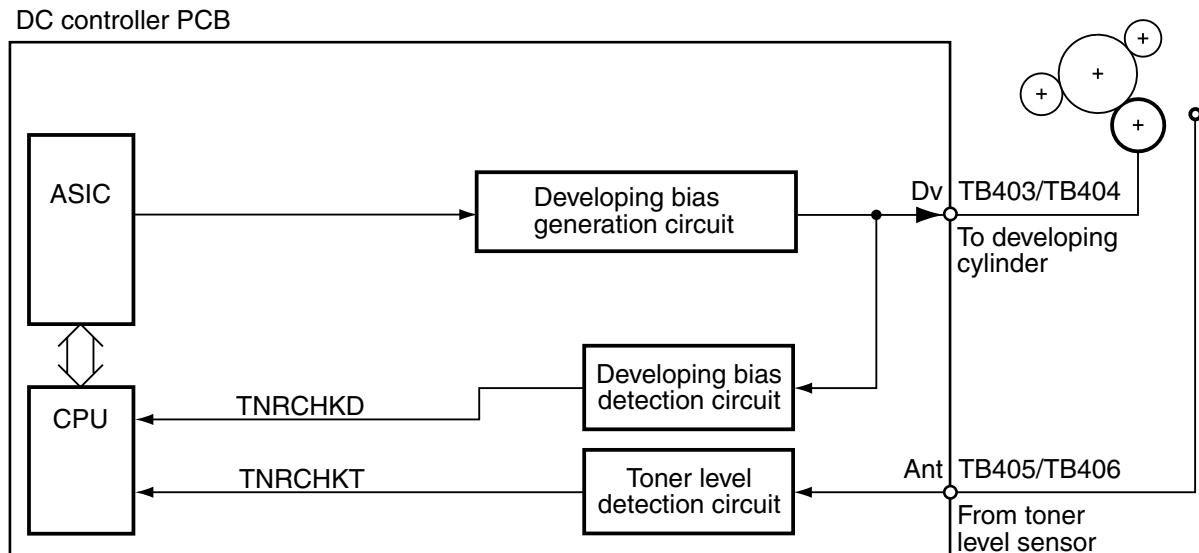 DC controller PCB
ASIC
Developing bias
generation circuit
Dv
TB403/TB404
To developing
cylinder
CPU
TNRCHKD
Developing bias
detection circuit
TNRCHKT
Toner level
detection circuit
Ant
TB405/TB406
From toner
level sensor